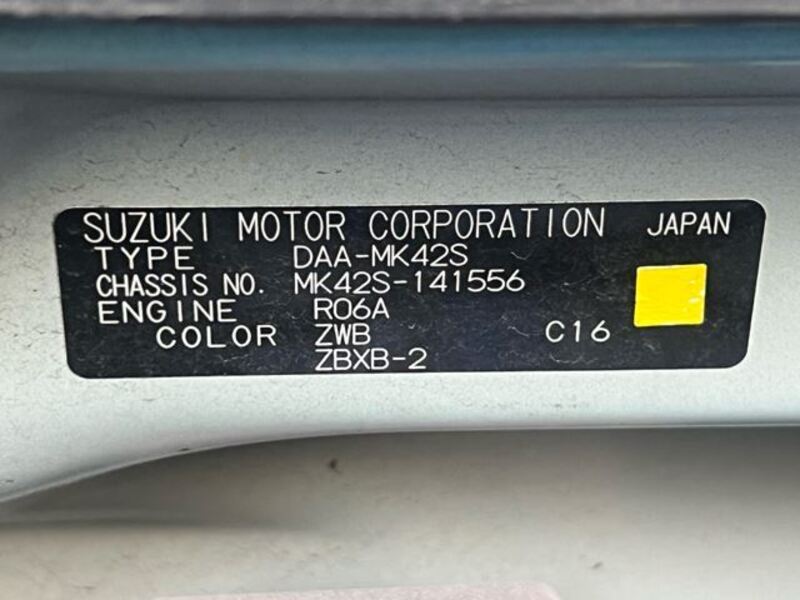 SUZUKI MOTOR CORPORATION JAPAN
TYPE DAA-MK42S
CHASSIS NO. MK42S-141556
ENGINE R06A
COLOR ZWB C16
ZBXB-2